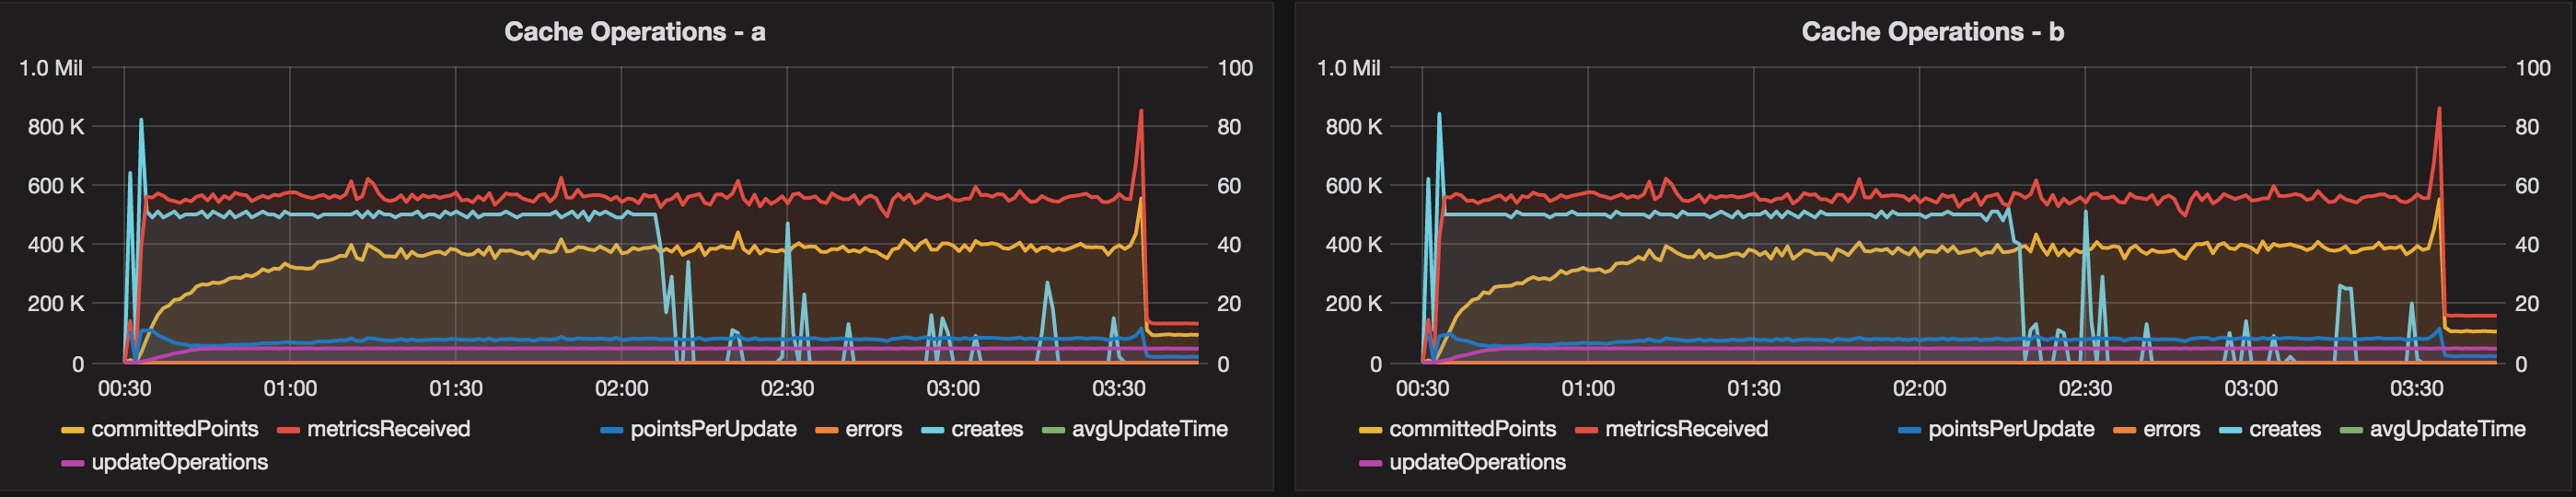 Cache Operations - a
1.0 Mil
800 K
600 K
400 K
200 K
0
100
80
60
40
20
0
00:30 01:00 01:30 02:00 02:30 03:00 03:30
committedPoints metricsReceived pointsPerUpdate errors creates avgUpdateTime
updateOperations
Cache Operations - b
1.0 Mil
800 K
600 K
400 K
200 K
0
100
80
60
40
20
0
00:30 01:00 01:30 02:00 02:30 03:00 03:30
committedPoints metricsReceived pointsPerUpdate errors creates avgUpdateTime
updateOperations